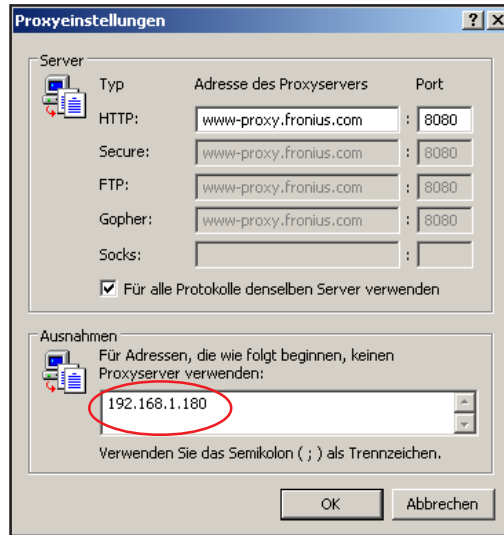 Proxyeinstellungen
Server
Typ Adresse des Proxyservers Port
HTTP: www-proxy.fronius.com : 8080
Secure: www-proxy.fronius.com : 8080
FTP: www-proxy.fronius.com : 8080
Gopher: www-proxy.fronius.com : 8080
Socks: :
Für alle Protokolle denselben Server verwenden
Ausnahmen
Für Adressen, die wie folgt beginnen, keinen
Proxyserver verwenden:
192.168.1.180
Verwenden Sie das Semikolon ( ; ) als Trennzeichen.
OK Abbrechen